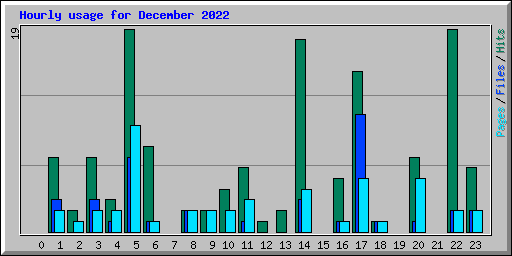 Hourly usage for December 2022
19
Pages/Files/Hits
0 1 2 3 4 5 6 7 8 9 10 11 12 13 14 15 16 17 18 19 20 21 22 23